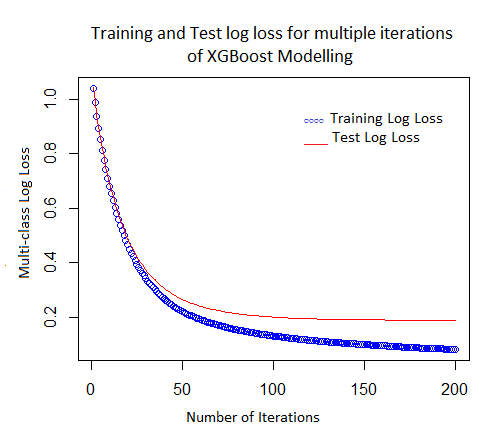 Training and Test log loss for multiple iterations
of XGBoost Modelling
Training Log Loss
Test Log Loss
Multi-class Log Loss
1.0
0.8
0.6
0.4
0.2
0 50 100 150 200
Number of Iterations